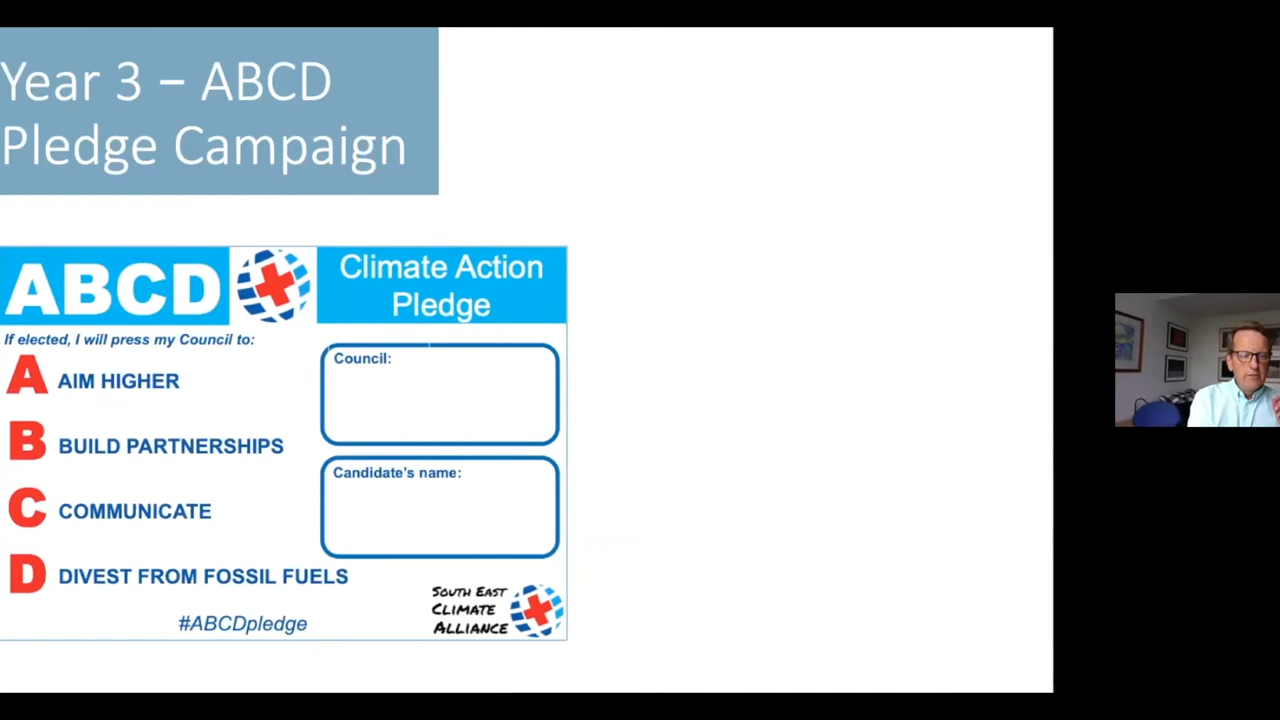 Year 3 – ABCD
Pledge Campaign
ABCD
Climate Action
Pledge
If elected, I will press my Council to:
A AIM HIGHER
B BUILD PARTNERSHIPS
C COMMUNICATE
D DIVEST FROM FOSSIL FUELS
Council:
Candidate's name:
#ABCDpledge
SOUTH EAST
CLIMATE
ALLIANCE